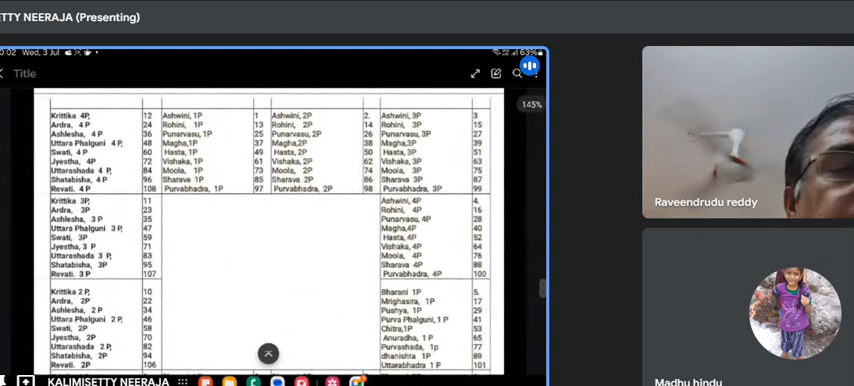 ETTY NEERAJA (Presenting)
0:02 Wed, 3 Jul
63%
Title
145%
Krittika 4P, 12 Ashwini, 1P 1 Ashwini, 2P 2. Ashwini, 3P 3
Ardra, 4 P 24 Rohini, 1P 13 Rohini, 2P 14 Rohini, 3P 15
Ashlesha, 4 P 36 Punarvasu, 1P 25 Punarvasu, 2P 26 Punarvasu, 3P 27
Uttara Phalguni 4 P, 48 Magha,1P 37 Magha,2P 38 Magha,3P 39
Swati, 4 P 60 Hasta, 1P 49 Hasta, 2P 50 Hasta, 3P 51
Jyestha, 4P 72 Vishaka, 1P 61 Vishaka, 2P 62 Vishaka, 3P 63
Uttarashada 4 P, 84 Moola, 1P 73 Moola, 2P 74 Moola, 3P 75
Shatabisha, 4 P 96 Sharava 1P 85 Sharava 2P 86 Sharava 3P 87
Revati. 4 P 108 Purvabhadra, 1P 97 Purvabhadra, 2P 98 Purvabhadra, 3P 99
Krittika 3P, 11 Ashwini, 4P 4.
Ardra, 3P 23 Rohini, 4P 16
Ashlesha, 3 P 35 Punarvasu, 4P 28
Uttara Phalguni 3 P, 47 Magha,4P 40
Swati, 3P 59 Hasta, 4P 52
Jyestha, 3 P 71 Vishaka, 4P 64
Uttarashada 3 P, 83 Moola, 4P 76
Shatabisha, 3P 95 Sharava 4P 88
Revati. 3 P 107 Purvabhadra, 4P 100
Krittika 2 P, 10 Bharani 1P 5.
Ardra, 2P 22 Mrighasira, 1P 17
Ashlesha, 2 P 34 Pushya, 1P 29
Uttara Phalguni 2 P, 46 Purva Phalguni, 1 P 41
Swati, 2P 58 Chitra,1P 53
Jyestha, 2P 70 Anuradha, 1 P 65
Uttarashada 2 P, 82 Purvashada, 1p 77
Shatabisha, 2P 94 dhanishta 1P 89
Revati. 2P 106 Uttarabhadra 1 P 101
KALIMISETTY NEERAJA
Raveendrudu reddy
Madhu bindu